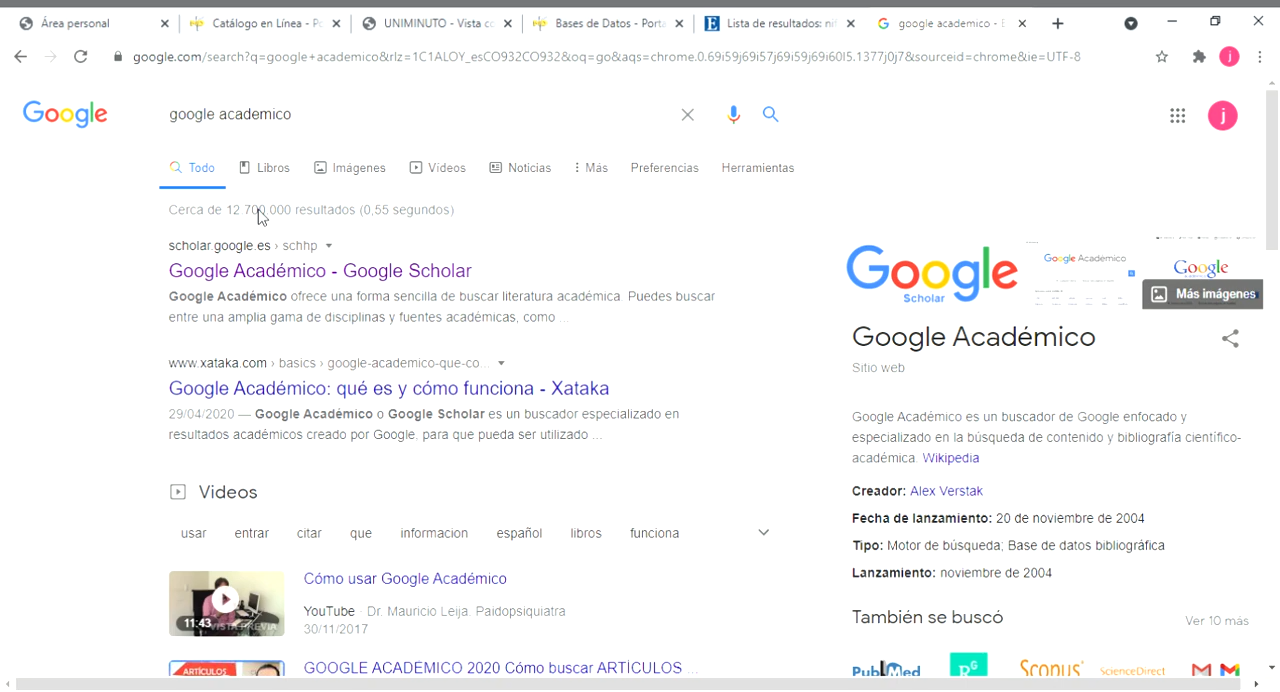 Área personal
Catálogo en Línea - Po
UNIMINUTO - Vista co
Bases de Datos - Porta
Lista de resultados: ni
google academico - B
google.com/search?q=google+academico&rlz=1C1ALOY_esCO932CO932&oq=go&aqs=chrome.0.69i59j69i57j69i59j69i60l5.1377j0j7&sourceid=chrome&ie=UTF-8
j
Google
google academico
j
Todo
Libros
Imágenes
Vídeos
Noticias
Más
Preferencias
Herramientas
Cerca de 12 700 000 resultados (0,55 segundos)
scholar.google.es › schhp
Google Académico - Google Scholar
Google Académico ofrece una forma sencilla de buscar literatura académica. Puedes buscar
entre una amplia gama de disciplinas y fuentes académicas, como ...
www.xataka.com › basics › google-academico-que-co...
Google Académico: qué es y cómo funciona - Xataka
29/04/2020 — Google Académico o Google Scholar es un buscador especializado en
resultados académicos creado por Google, para que pueda ser utilizado ...
Videos
usar
entrar
citar
que
informacion
español
libros
funciona
11:43
VISTA PREVIA
Cómo usar Google Académico
YouTube · Dr. Mauricio Leija. Paidopsiquiatra
30/11/2017
ARTÍCULOS
GOOGLE ACADEMICO 2020 Cómo buscar ARTÍCULOS ...
Google
Scholar
Google Académico
Google
Más imágenes
Google Académico
Sitio web
Google Académico es un buscador de Google enfocado y
especializado en la búsqueda de contenido y bibliografía científico-
académica. Wikipedia
Creador: Alex Verstak
Fecha de lanzamiento: 20 de noviembre de 2004
Tipo: Motor de búsqueda; Base de datos bibliográfica
Lanzamiento: noviembre de 2004
También se buscó
Ver 10 más
PubMed
RG
Scopus
ScienceDirect